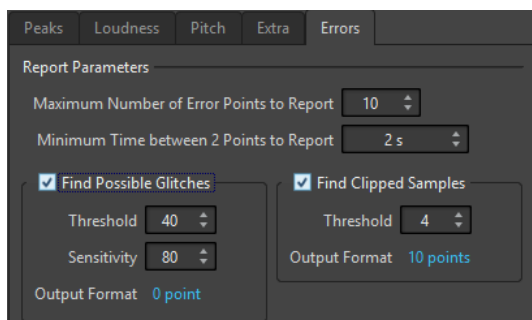 Peaks Loudness Pitch Extra Errors
Report Parameters
Maximum Number of Error Points to Report 10
Minimum Time between 2 Points to Report 2 s
Find Possible Glitches
Threshold 40
Sensitivity 80
Output Format 0 point
Find Clipped Samples
Threshold 4
Output Format 10 points